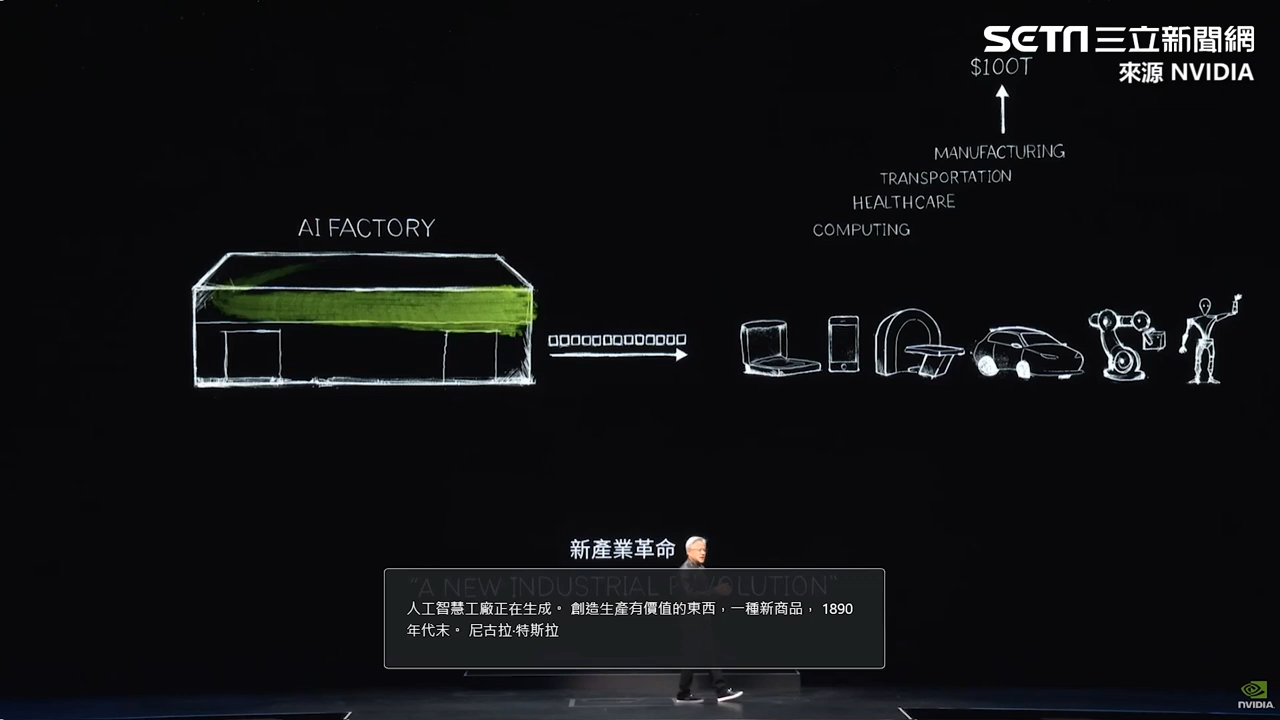 SETN三立新聞網
來源 NVIDIA
$100T
MANUFACTURING
TRANSPORTATION
HEALTHCARE
COMPUTING
AI FACTORY
新產業革命
"A NEW INDUSTRIAL REVOLUTION"
人工智慧工廠正在生成。 創造生產有價值的東西，一種新商品， 1890
年代末。 尼古拉·特斯拉
NVIDIA